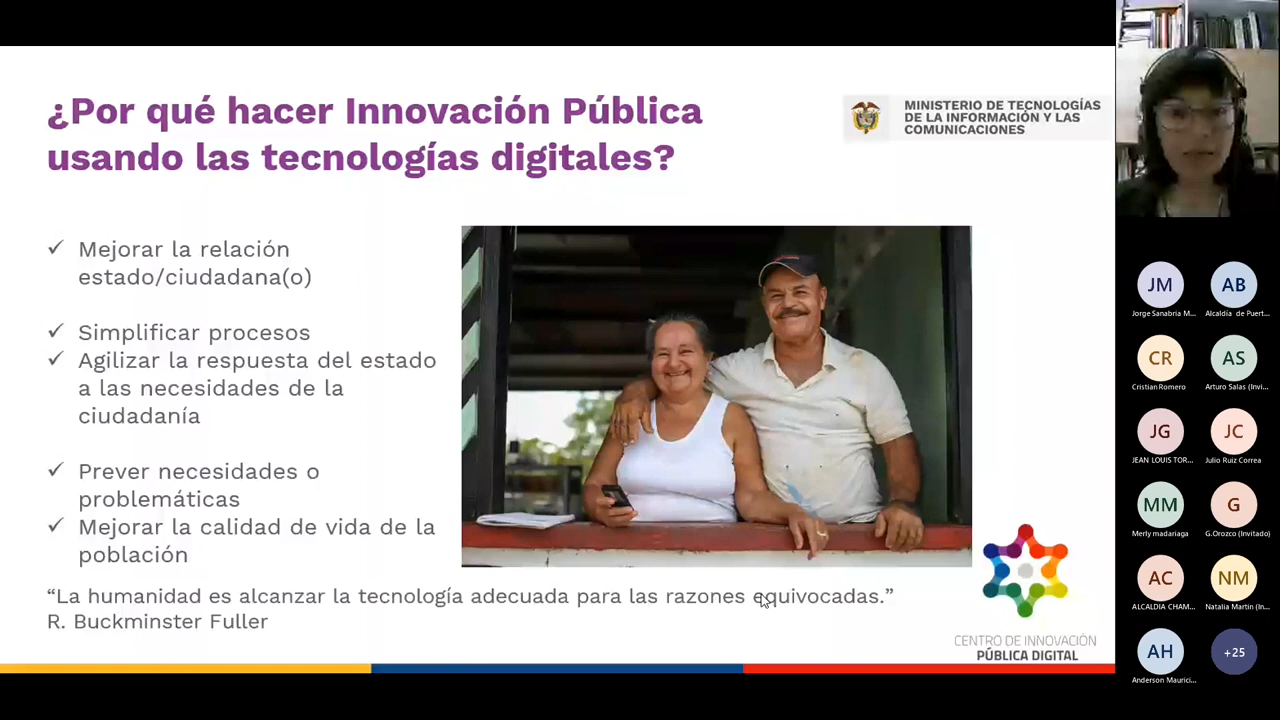 ¿Por qué hacer Innovación Pública
usando las tecnologías digitales?
MINISTERIO DE TECNOLOGÍAS
DE LA INFORMACIÓN Y LAS
COMUNICACIONES
✓ Mejorar la relación
estado/ciudadana(o)
✓ Simplificar procesos
✓ Agilizar la respuesta del estado
a las necesidades de la
ciudadanía
✓ Prever necesidades o
problemáticas
✓ Mejorar la calidad de vida de la
población
“La humanidad es alcanzar la tecnología adecuada para las razones equivocadas.”
R. Buckminster Fuller
CENTRO DE INNOVACIÓN
PÚBLICA DIGITAL
JM
Jorge Sanabria M...
AB
Alcaldía de Puert...
CR
Cristian Romero
AS
Arturo Salas (Invi...
JG
JEAN LOUIS TOR...
JC
Julio Ruiz Correa
MM
Merly madariaga
G
G.Orozco (Invitado)
AC
ALCALDIA CHAM...
NM
Natalia Martin (In...
AH
Anderson Maurici...
+25